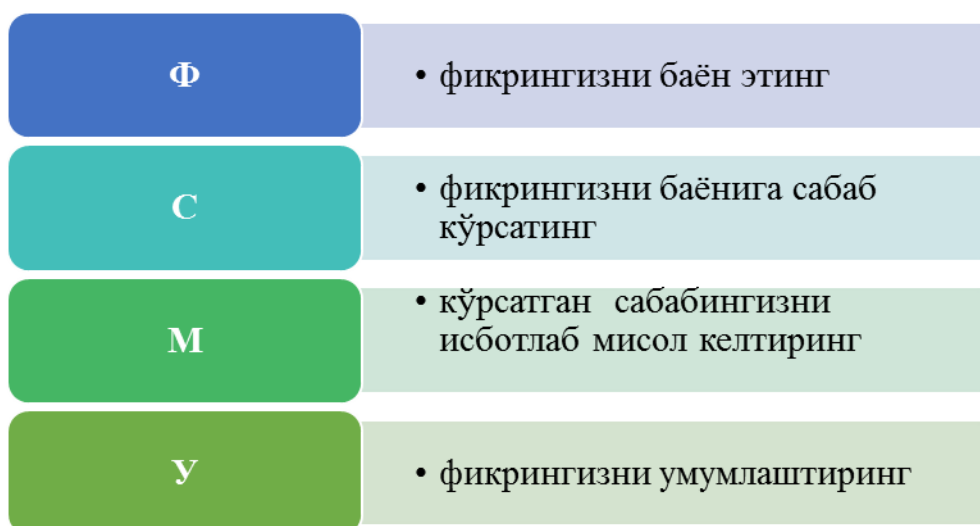 Ф
• фикрингизни баён этинг
С
• фикрингизни баёнига сабаб
кўрсатинг
М
• кўрсатган сабабингизни
исботлаб мисол келтиринг
У
• фикрингизни умумлаштиринг